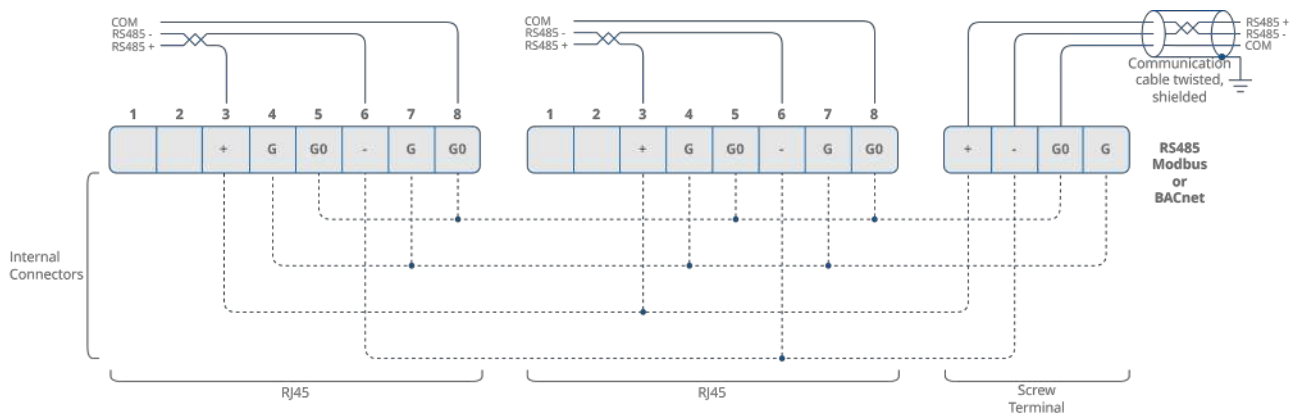 COM
RS485 -
RS485 +
COM
RS485 -
RS485 +
RS485 +
RS485 -
COM
Communication
cable twisted,
shielded
1 2 3 4 5 6 7 8
1 2 3 4 5 6 7 8
+ G G0 - G G0
+ G G0 - G G0
+ - G0 G
RS485
Modbus
or
BACnet
Internal
Connectors
RJ45
RJ45
Screw
Terminal